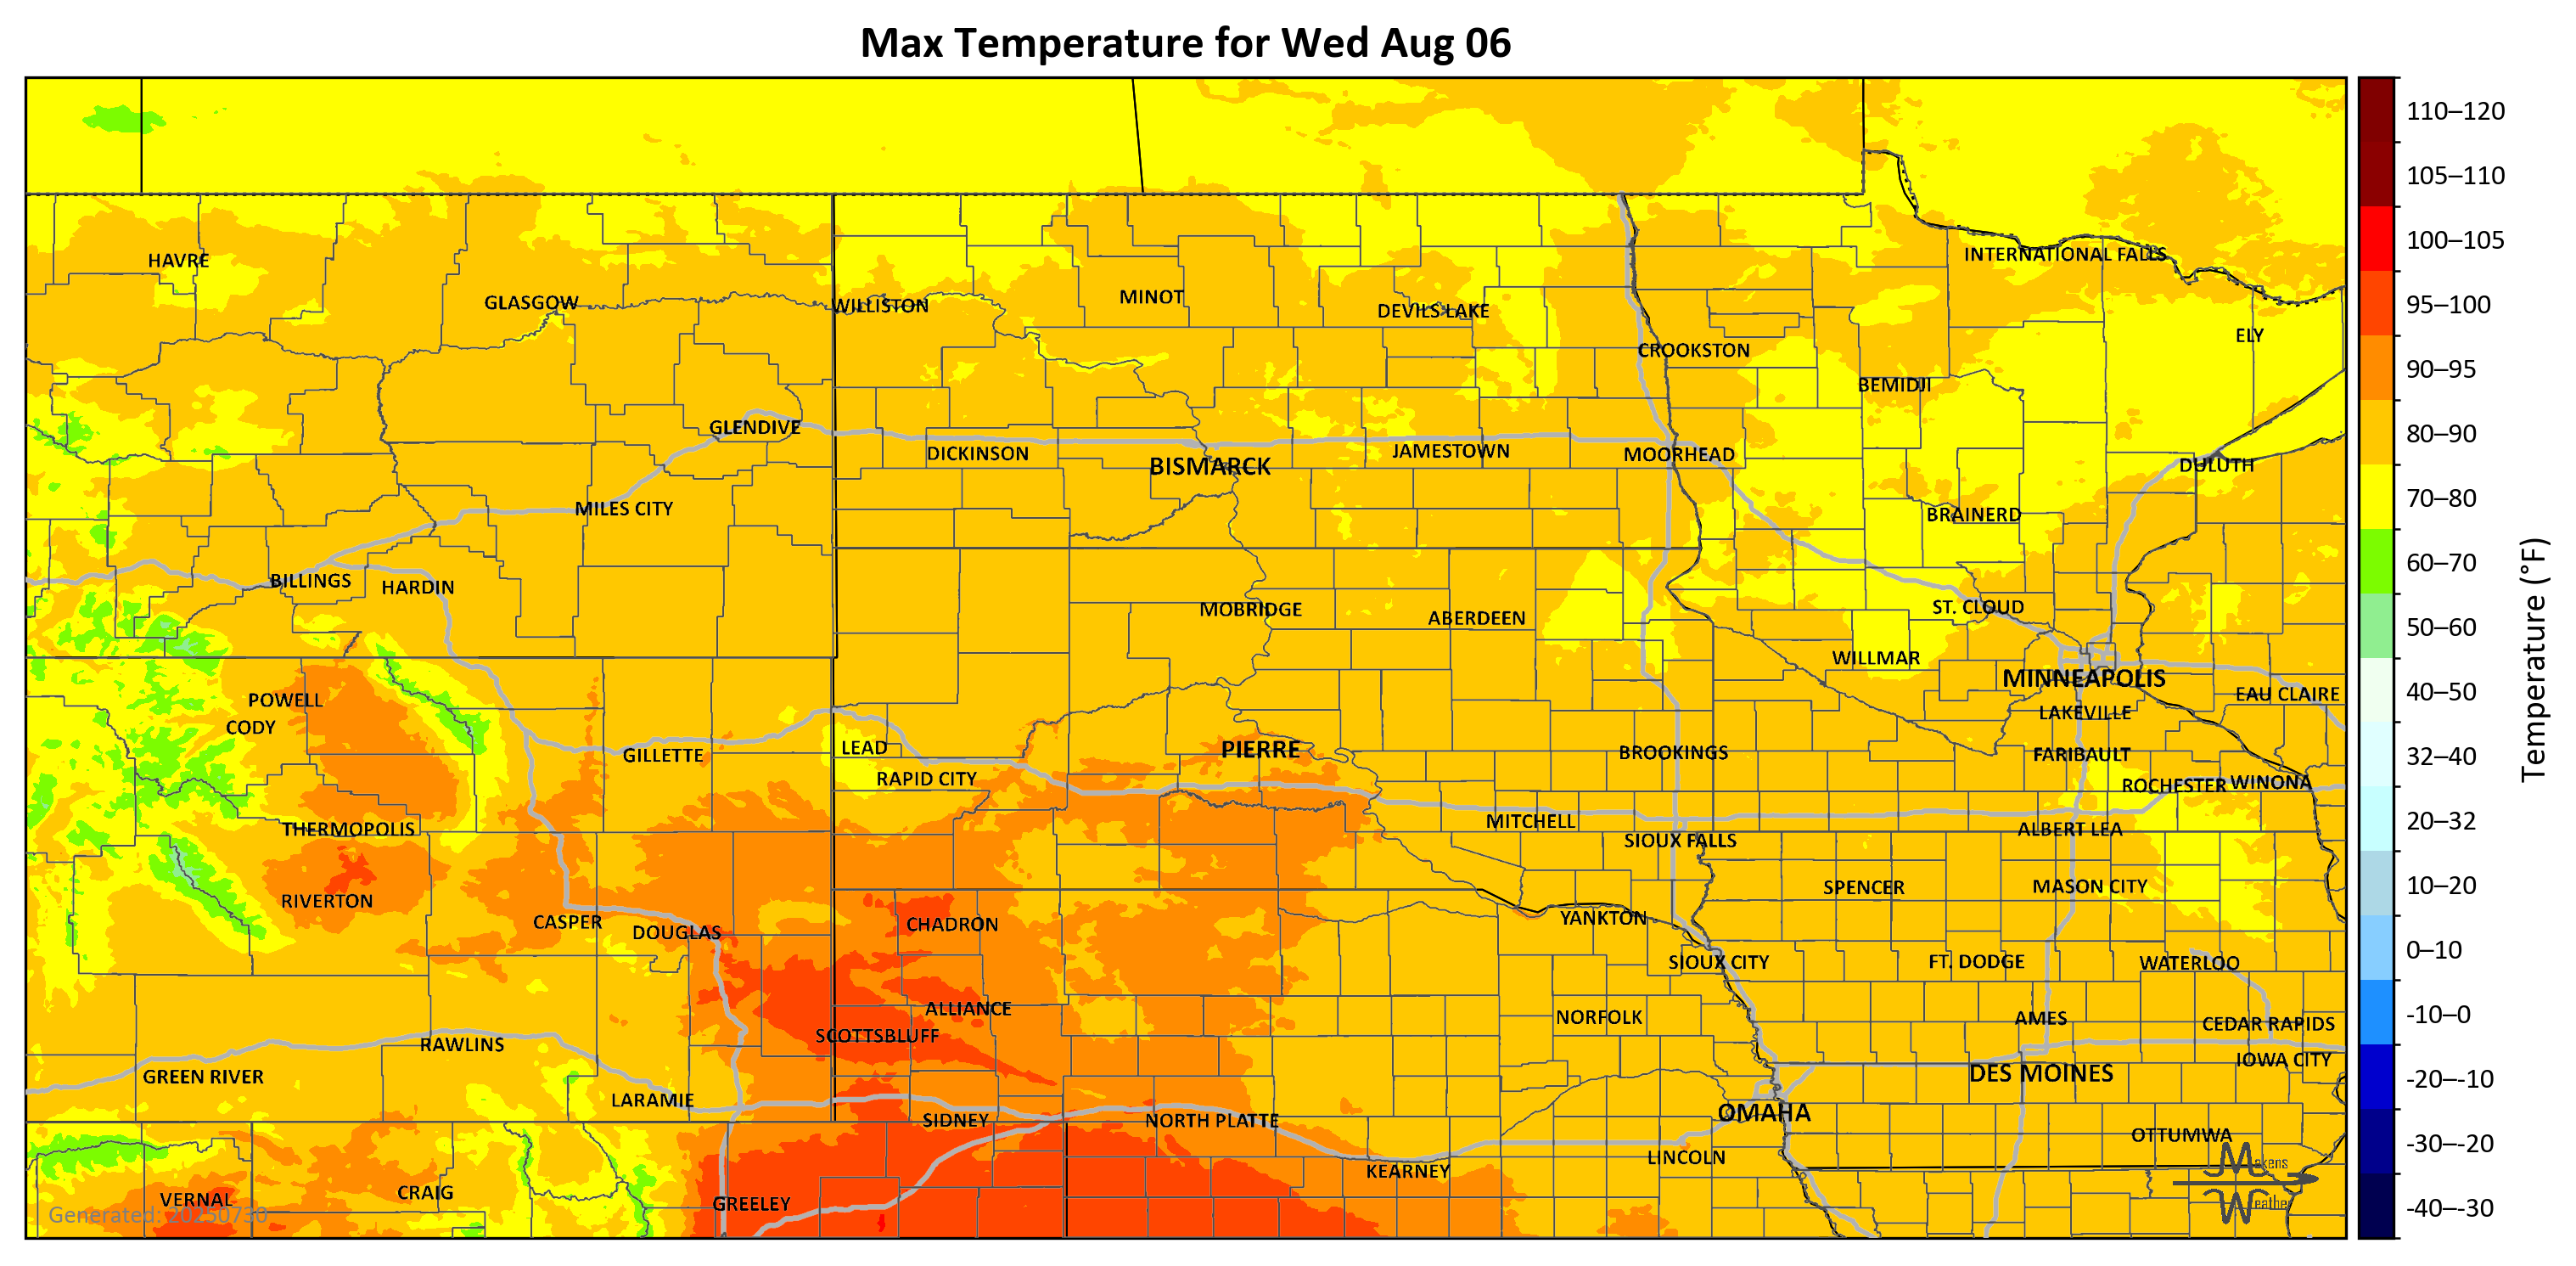 Max Temperature for Wed Aug 06
110–120
105–110
100–105
95–100
90–95
80–90
70–80
60–70
50–60
40–50
32–40
20–32
10–20
0–10
-10–0
-20–-10
-30–-20
-40–-30
Temperature (°F)
HAVRE
GLASGOW
WILLISTON
MINOT
DEVILS LAKE
CROOKSTON
INTERNATIONAL FALLS
ELY
BEMIDJI
GLENDIVE
DICKINSON
BISMARCK
JAMESTOWN
MOORHEAD
DULUTH
MILES CITY
BRAINERD
BILLINGS
HARDIN
MOBRIDGE
ABERDEEN
ST. CLOUD
WILLMAR
MINNEAPOLIS
EAU CLAIRE
POWELL
CODY
LAKEVILLE
GILLETTE
LEAD
RAPID CITY
PIERRE
BROOKINGS
FARIBAULT
ROCHESTER
WINONA
THERMOPOLIS
MITCHELL
SIOUX FALLS
ALBERT LEA
RIVERTON
CASPER
DOUGLAS
CHADRON
YANKTON
SPENCER
MASON CITY
SIOUX CITY
FT. DODGE
WATERLOO
ALLIANCE
SCOTTSBLUFF
NORFOLK
AMES
CEDAR RAPIDS
RAWLINS
IOWA CITY
GREEN RIVER
DES MOINES
LARAMIE
SIDNEY
NORTH PLATTE
OMAHA
OTTUMWA
KEARNEY
LINCOLN
VERNAL
CRAIG
GREELEY
Generated: 20250730
Makens
Weather